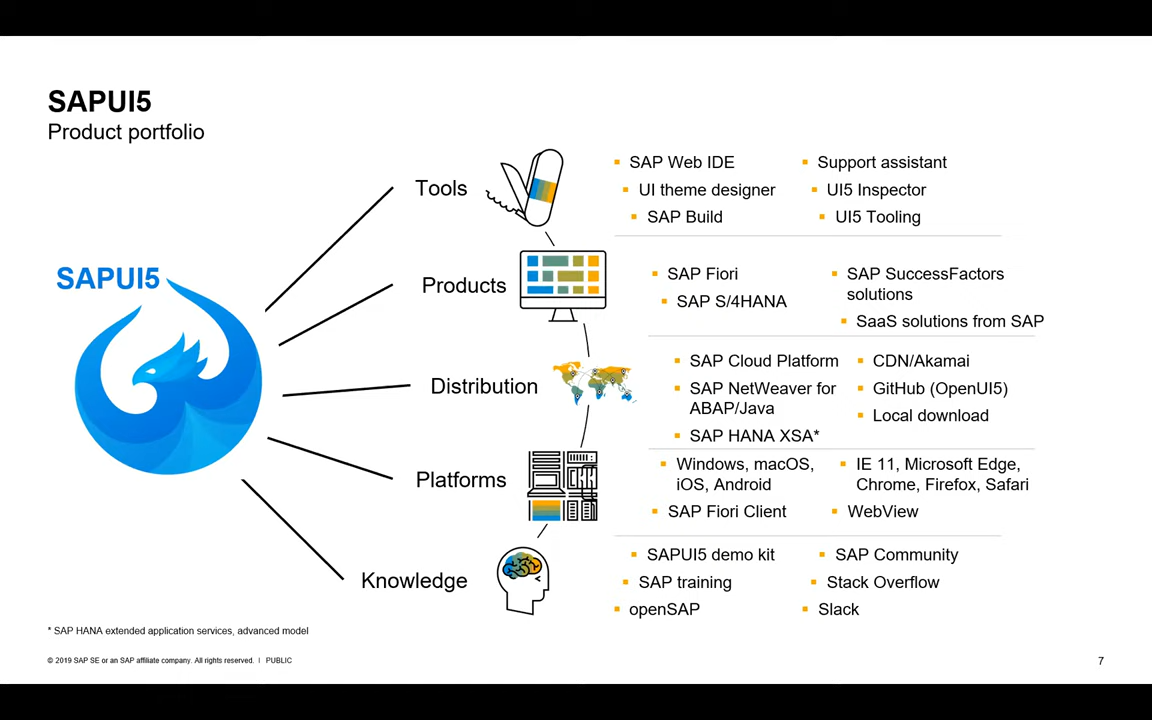 SAPUI5
Product portfolio
SAPUI5
Tools
SAP Web IDE
UI theme designer
SAP Build
Support assistant
UI5 Inspector
UI5 Tooling
Products
SAP Fiori
SAP S/4HANA
SAP SuccessFactors
solutions
SaaS solutions from SAP
Distribution
SAP Cloud Platform
SAP NetWeaver for
ABAP/Java
SAP HANA XSA*
CDN/Akamai
GitHub (OpenUI5)
Local download
Platforms
Windows, macOS,
iOS, Android
SAP Fiori Client
IE 11, Microsoft Edge,
Chrome, Firefox, Safari
WebView
Knowledge
SAPUI5 demo kit
SAP training
openSAP
SAP Community
Stack Overflow
Slack
* SAP HANA extended application services, advanced model
© 2019 SAP SE or an SAP affiliate company. All rights reserved. | PUBLIC
7